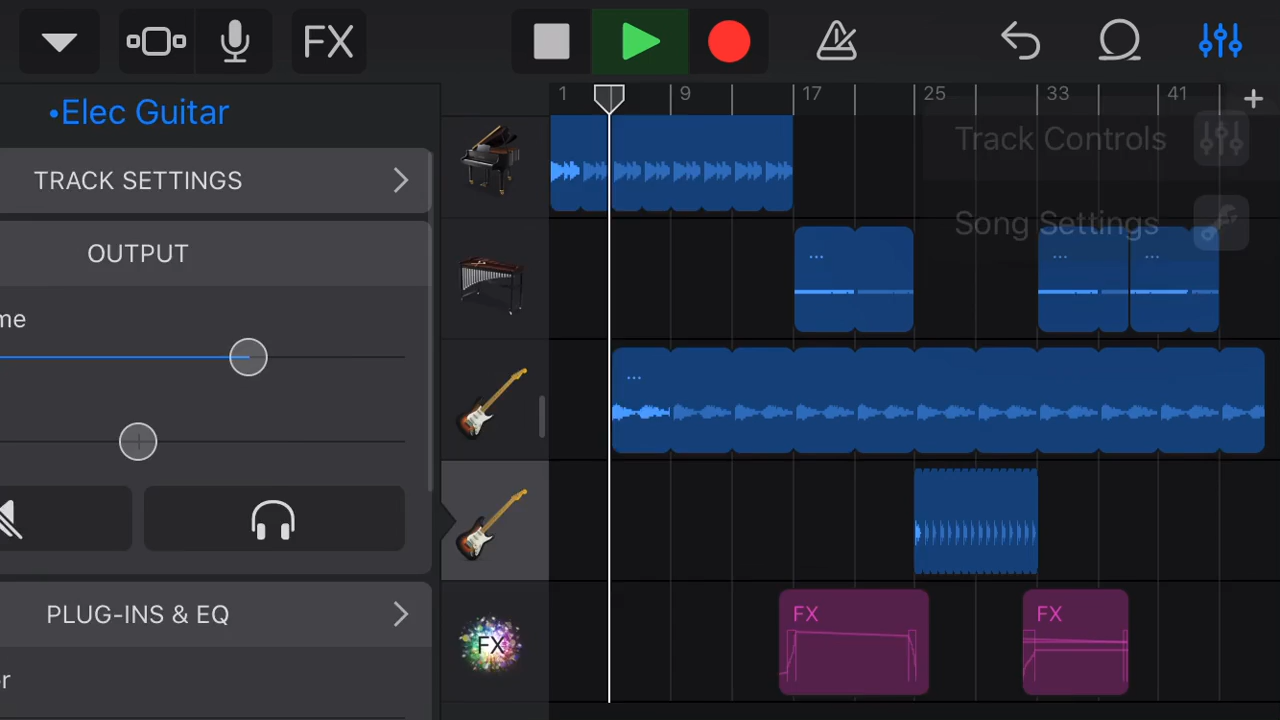 FX
•Elec Guitar
1 9 17 25 33 41 +
Track Controls
Song Settings
TRACK SETTINGS
OUTPUT
me
PLUG-INS & EQ
r
...
...
...
...
FX
FX
FX